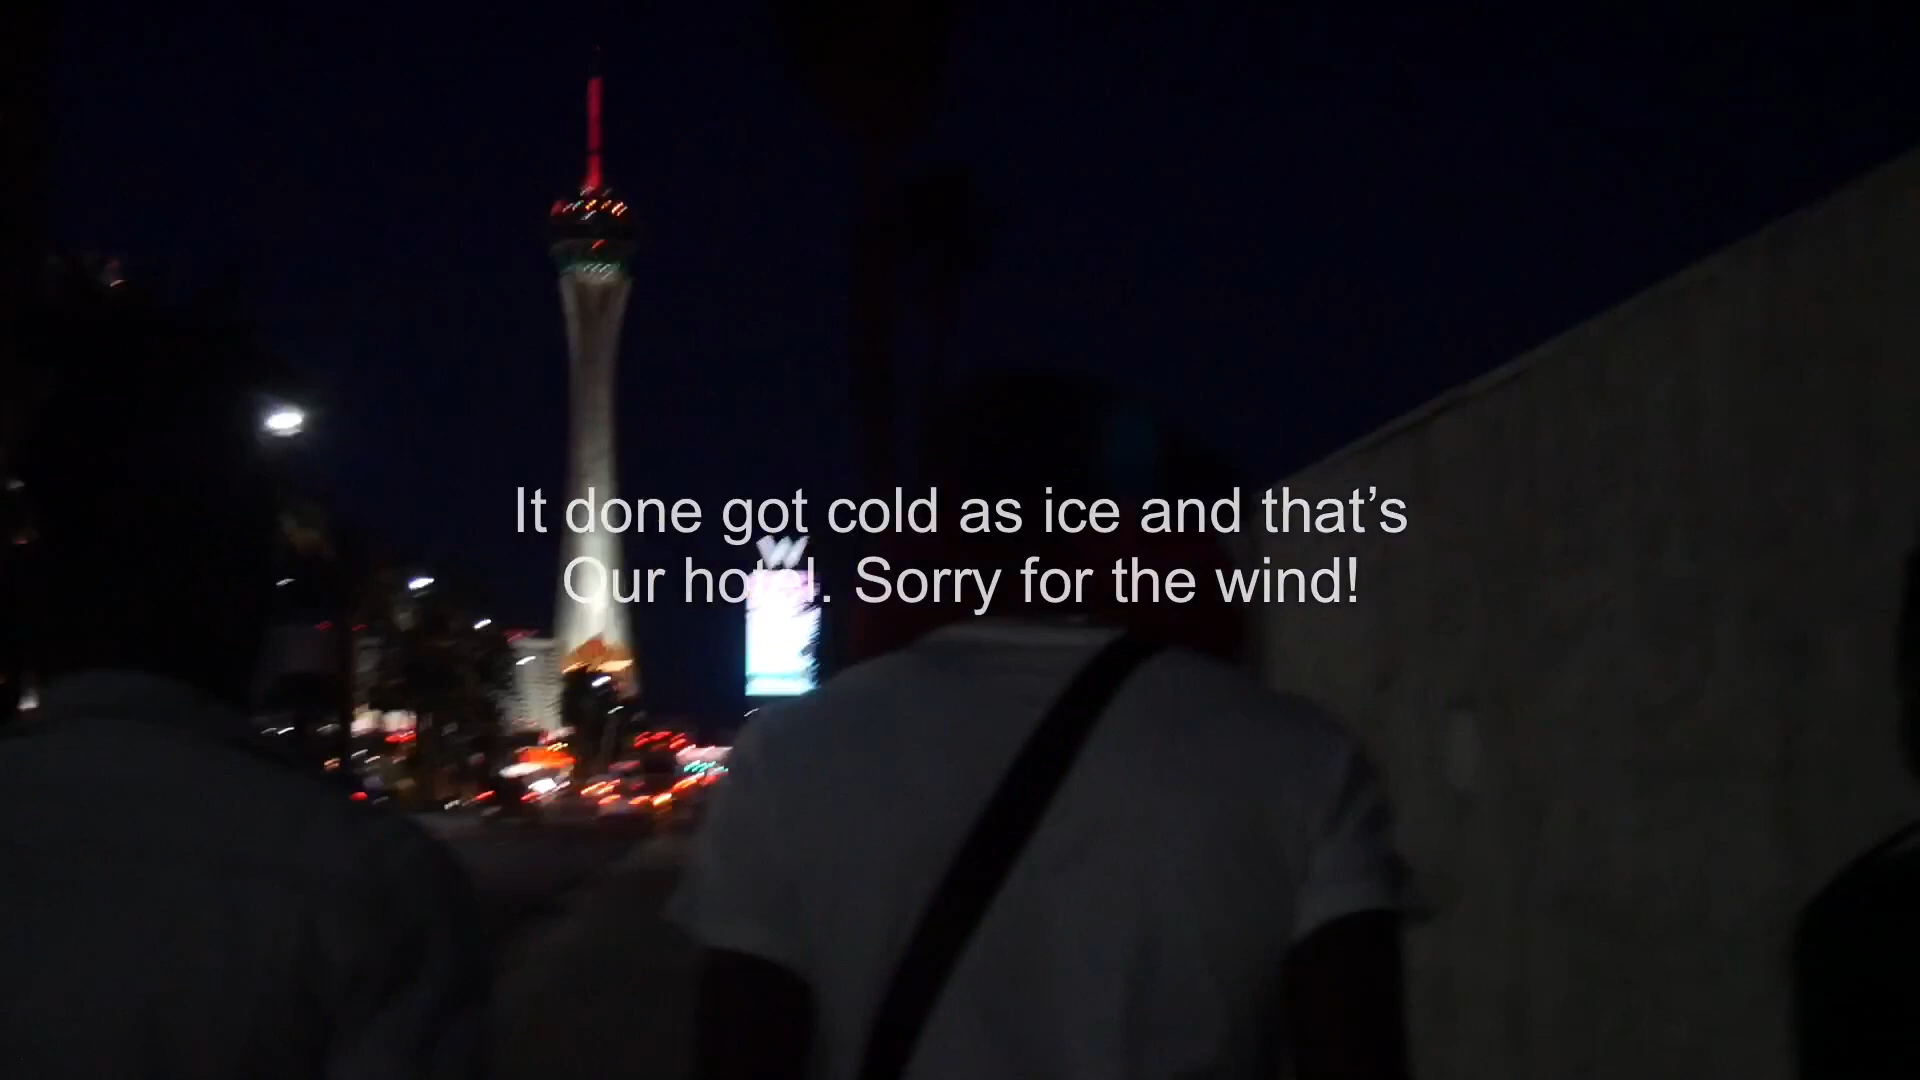 It done got cold as ice and that’s
Our hotel. Sorry for the wind!
W